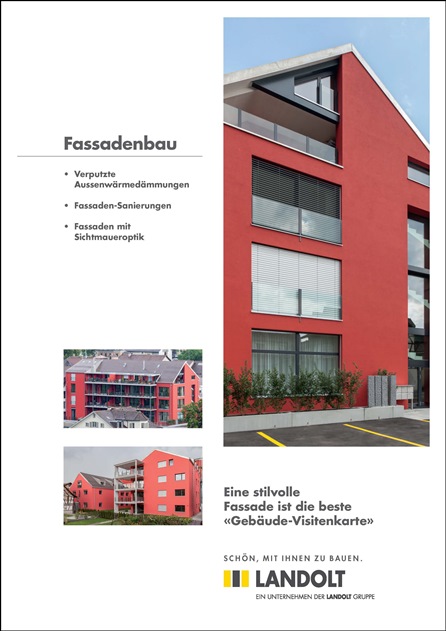 Fassadenbau
• Verputzte
Aussenwärmedämmungen
• Fassaden-Sanierungen
• Fassaden mit
Sichtmaueroptik
Eine stilvolle
Fassade ist die beste
«Gebäude-Visitenkarte»
SCHÖN, MIT IHNEN ZU BAUEN.
LANDOLT
EIN UNTERNEHMEN DER LANDOLT GRUPPE